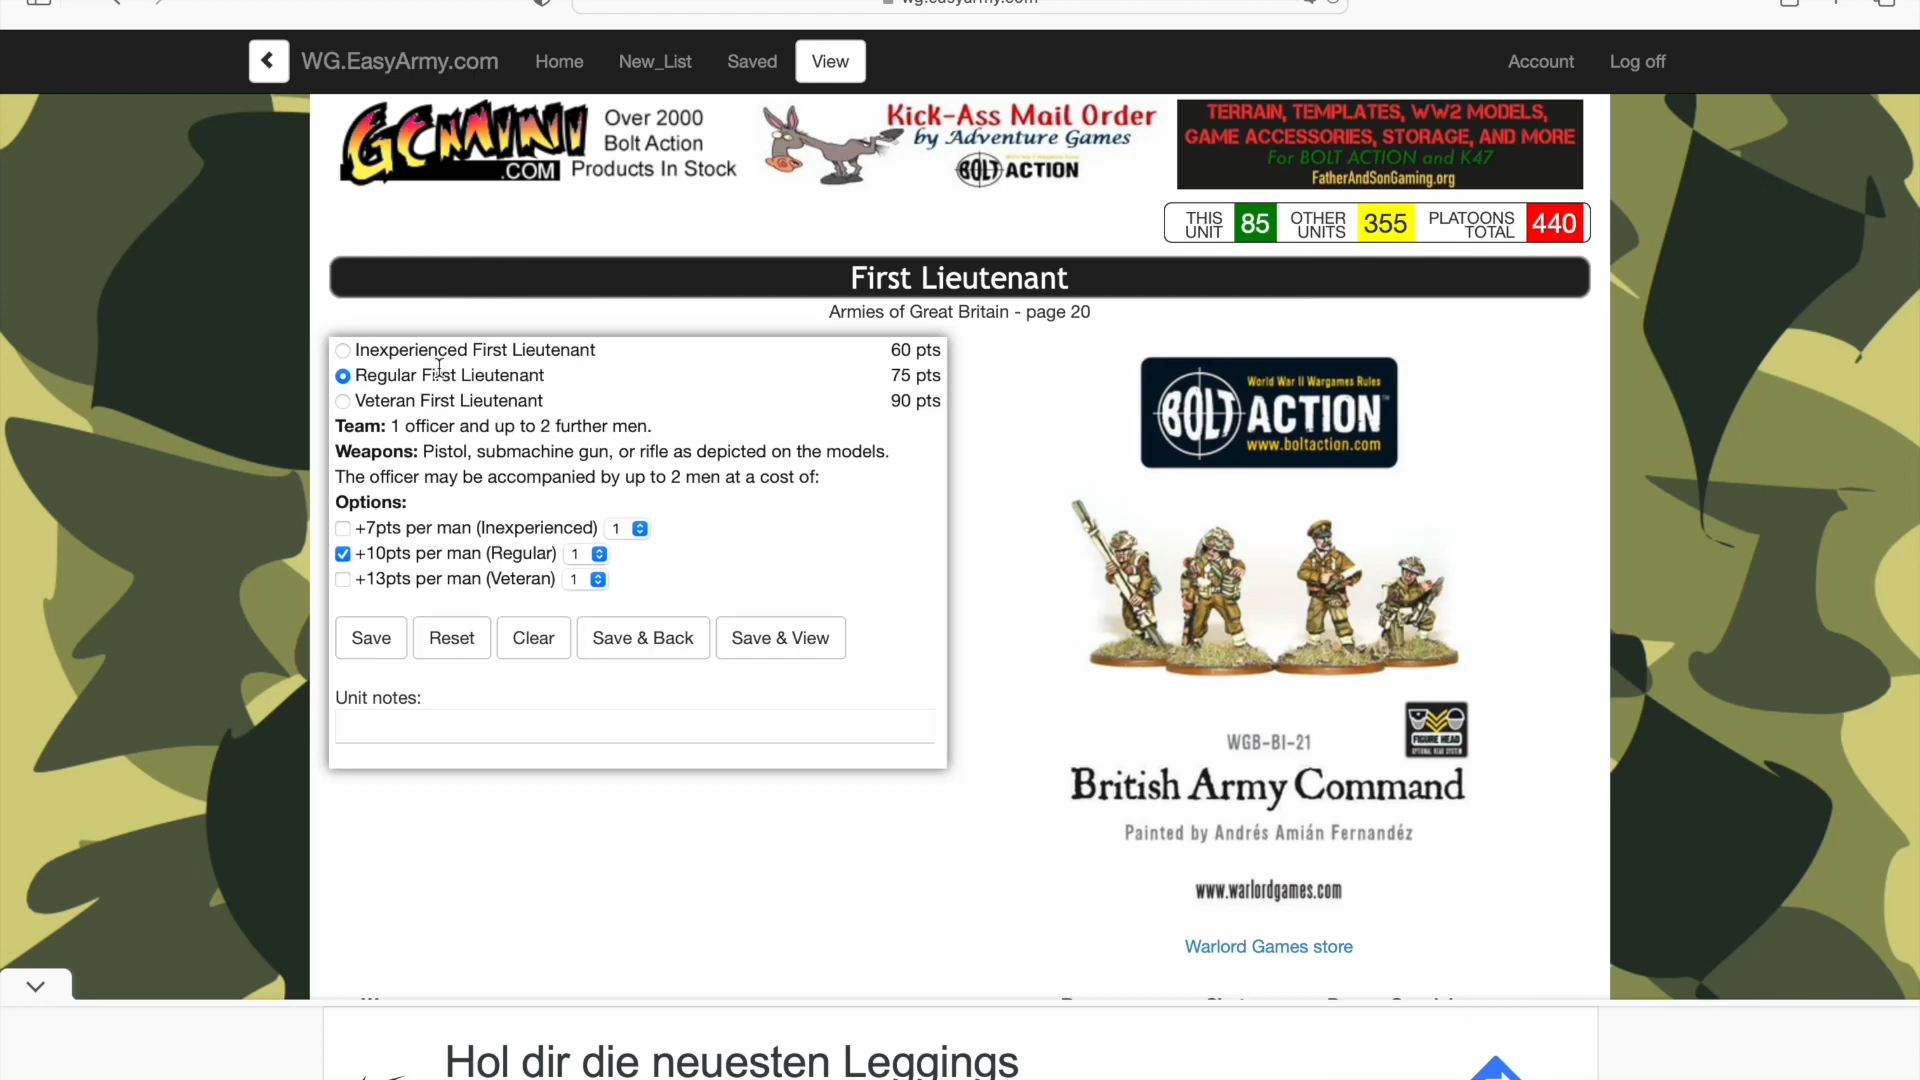 wg.easyarmy.com
WG.EasyArmy.com Home New_List Saved View Account Log off
GCMINI .COM
Over 2000
Bolt Action
Products In Stock
Kick-Ass Mail Order
by Adventure Games
BOLT ACTION
TERRAIN, TEMPLATES, WW2 MODELS,
GAME ACCESSORIES, STORAGE, AND MORE
For BOLT ACTION and K47
FatherAndSonGaming.org
THIS UNIT 85 OTHER UNITS 355 PLATOONS TOTAL 440
First Lieutenant
Armies of Great Britain - page 20
Inexperienced First Lieutenant 60 pts
Regular First Lieutenant 75 pts
Veteran First Lieutenant 90 pts
Team: 1 officer and up to 2 further men.
Weapons: Pistol, submachine gun, or rifle as depicted on the models.
The officer may be accompanied by up to 2 men at a cost of:
Options:
+7pts per man (Inexperienced) 1
+10pts per man (Regular) 1
+13pts per man (Veteran) 1
Save Reset Clear Save & Back Save & View
Unit notes:
World War II Wargames Rules
BOLT ACTION
www.boltaction.com
FIGURE HEAD
WGB-BI-21
British Army Command
Painted by Andrés Amián Fernandéz
www.warlordgames.com
Warlord Games store
Hol dir die neuesten Leggings